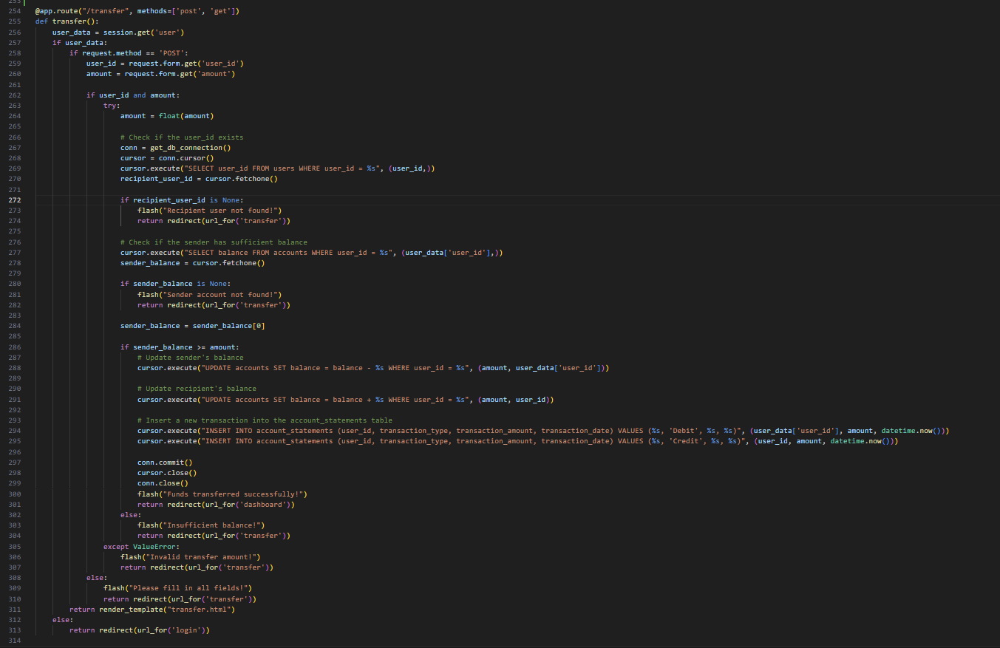 253
254 @app.route("/transfer", methods=['post', 'get'])
255 def transfer():
256     user_data = session.get('user')
257     if user_data:
258         if request.method == 'POST':
259             user_id = request.form.get('user_id')
260             amount = request.form.get('amount')
261
262             if user_id and amount:
263                 try:
264                     amount = float(amount)
265
266                     # Check if the user_id exists
267                     conn = get_db_connection()
268                     cursor = conn.cursor()
269                     cursor.execute("SELECT user_id FROM users WHERE user_id = %s", (user_id,))
270                     recipient_user_id = cursor.fetchone()
271
272                     if recipient_user_id is None:
273                         flash("Recipient user not found!")
274                         return redirect(url_for('transfer'))
275
276                     # Check if the sender has sufficient balance
277                     cursor.execute("SELECT balance FROM accounts WHERE user_id = %s", (user_data['user_id'],))
278                     sender_balance = cursor.fetchone()
279
280                     if sender_balance is None:
281                         flash("Sender account not found!")
282                         return redirect(url_for('transfer'))
283
284                     sender_balance = sender_balance[0]
285
286                     if sender_balance >= amount:
287                         # Update sender's balance
288                         cursor.execute("UPDATE accounts SET balance = balance - %s WHERE user_id = %s", (amount, user_data['user_id']))
289
290                         # Update recipient's balance
291                         cursor.execute("UPDATE accounts SET balance = balance + %s WHERE user_id = %s", (amount, user_id))
292
293                         # Insert a new transaction into the account_statements table
294                         cursor.execute("INSERT INTO account_statements (user_id, transaction_type, transaction_amount, transaction_date) VALUES (%s, 'Debit', %s, %s)", (user_data['user_id'], amount, datetime.now()))
295                         cursor.execute("INSERT INTO account_statements (user_id, transaction_type, transaction_amount, transaction_date) VALUES (%s, 'Credit', %s, %s)", (user_id, amount, datetime.now()))
296
297                         conn.commit()
298                         cursor.close()
299                         conn.close()
300                         flash("Funds transferred successfully!")
301                         return redirect(url_for('dashboard'))
302                     else:
303                         flash("Insufficient balance!")
304                         return redirect(url_for('transfer'))
305                 except ValueError:
306                     flash("Invalid transfer amount!")
307                     return redirect(url_for('transfer'))
308             else:
309                 flash("Please fill in all fields!")
310                 return redirect(url_for('transfer'))
311         return render_template("transfer.html")
312     else:
313         return redirect(url_for('login'))
314